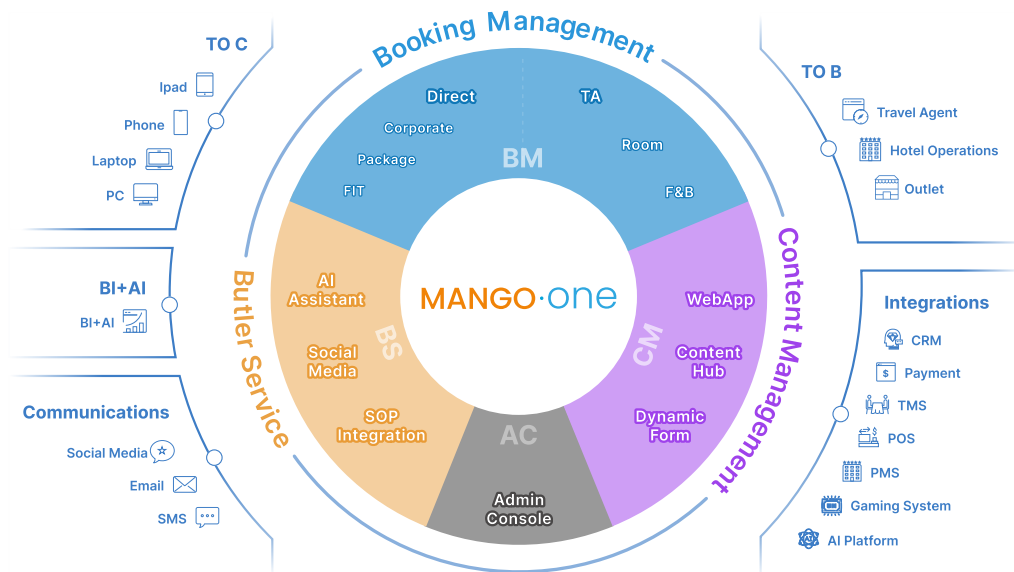 Booking Management
TO C
Ipad
Phone
Laptop
PC
BI+AI
BI+AI
Communications
Social Media
Email
SMS
Direct
Corporate
Package
FIT
TA
Room
F&B
BM
Butler Service
AI
Assistant
Social
Media
SOP
Integration
BS
MANGO·one
Content Management
WebApp
Content
Hub
Dynamic
Form
CM
AC
Admin
Console
TO B
Travel Agent
Hotel Operations
Outlet
Integrations
CRM
$
Payment
TMS
POS
PMS
Gaming System
AI Platform